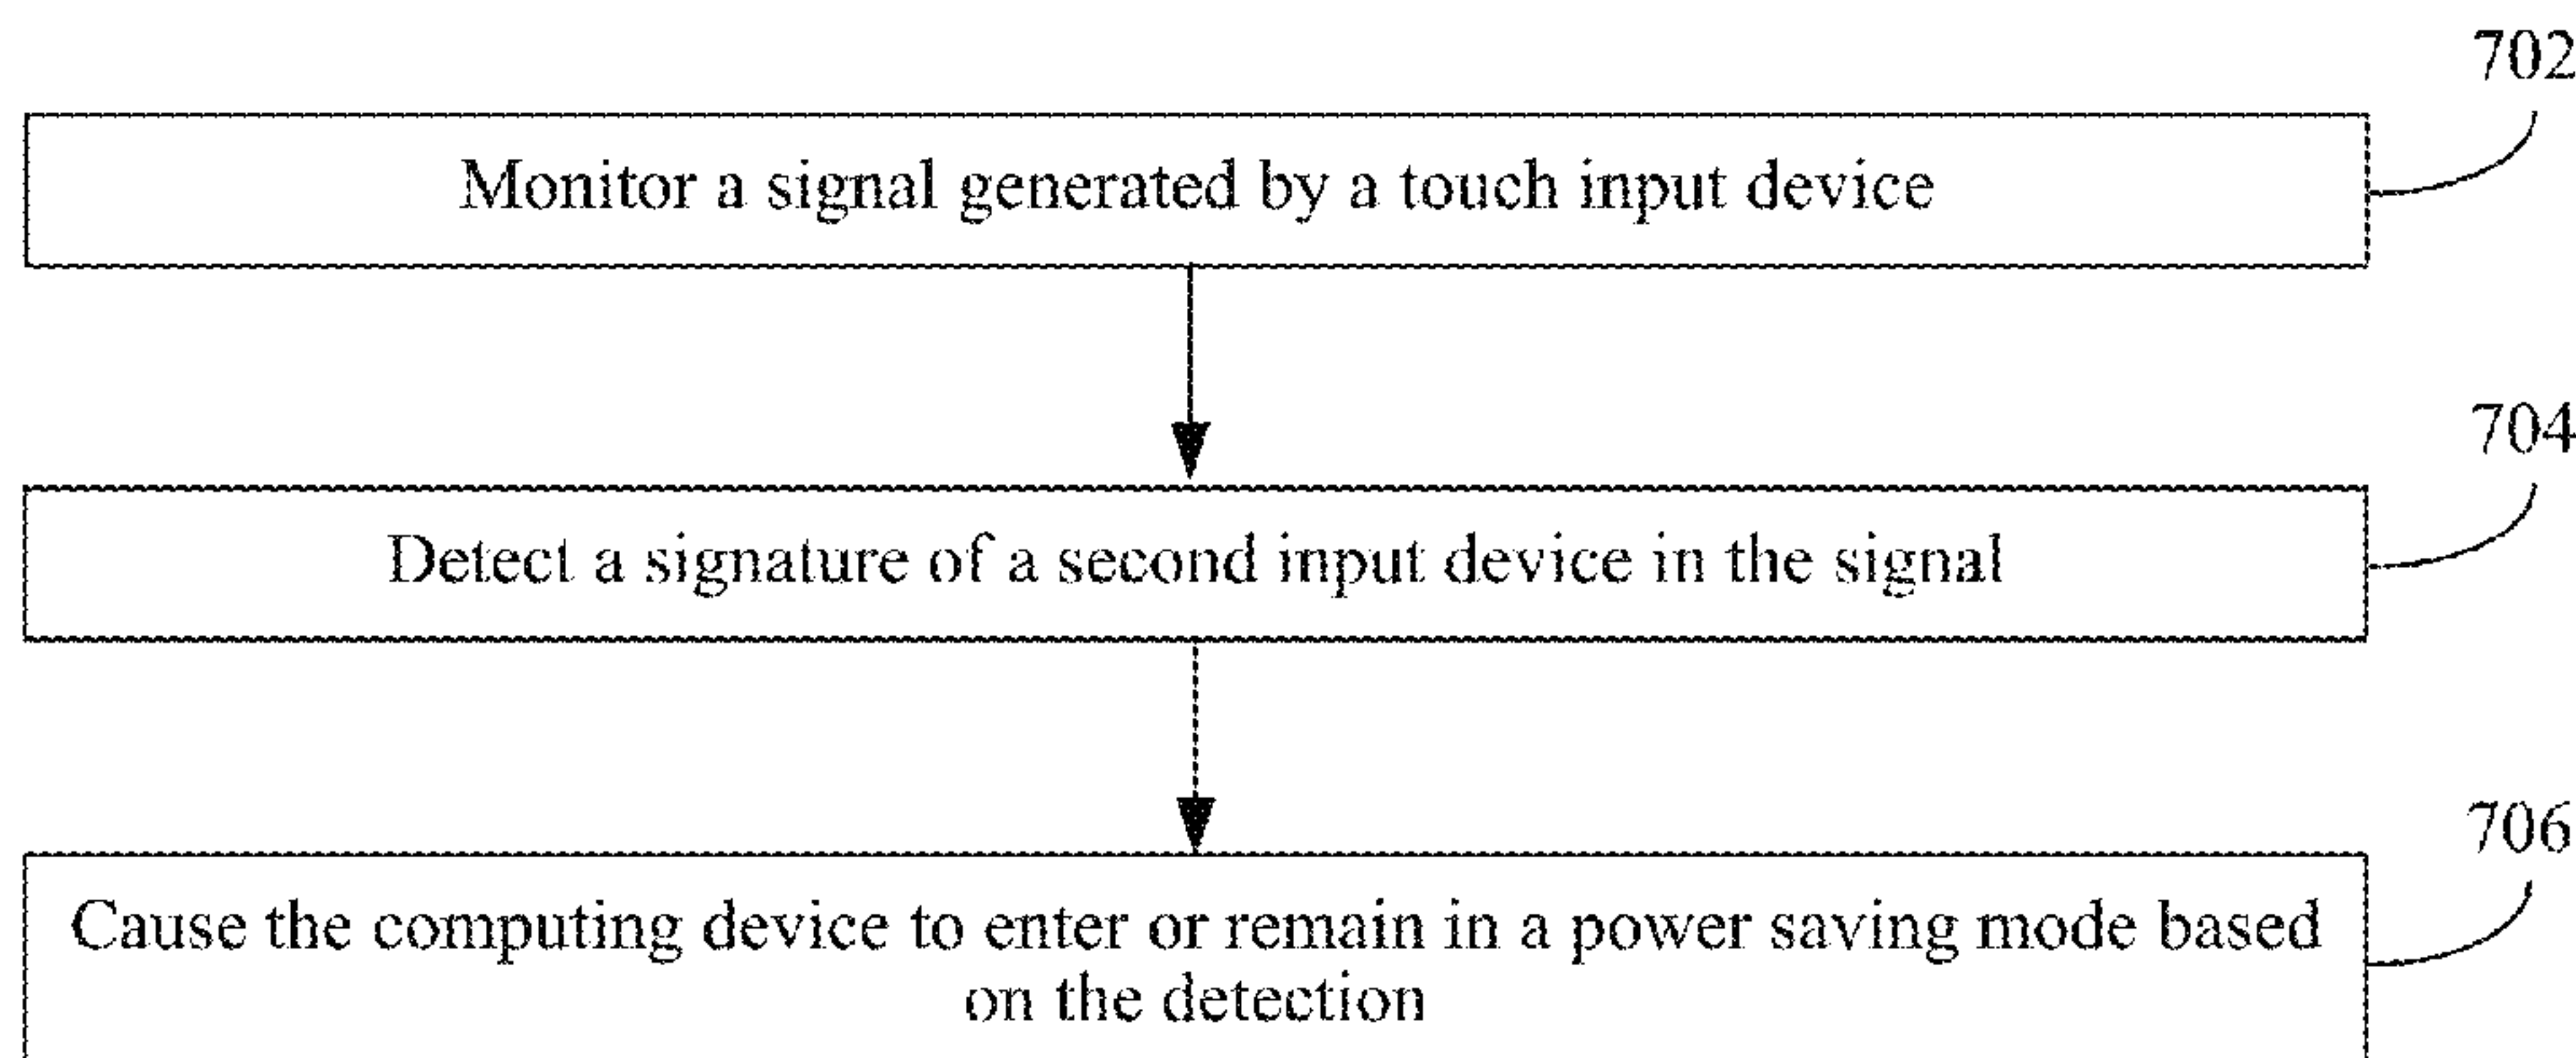 702
Monitor a signal generated by a touch input device
704
Detect a signature of a second input device in the signal
706
Cause the computing device to enter or remain in a power saving mode based
on the detection